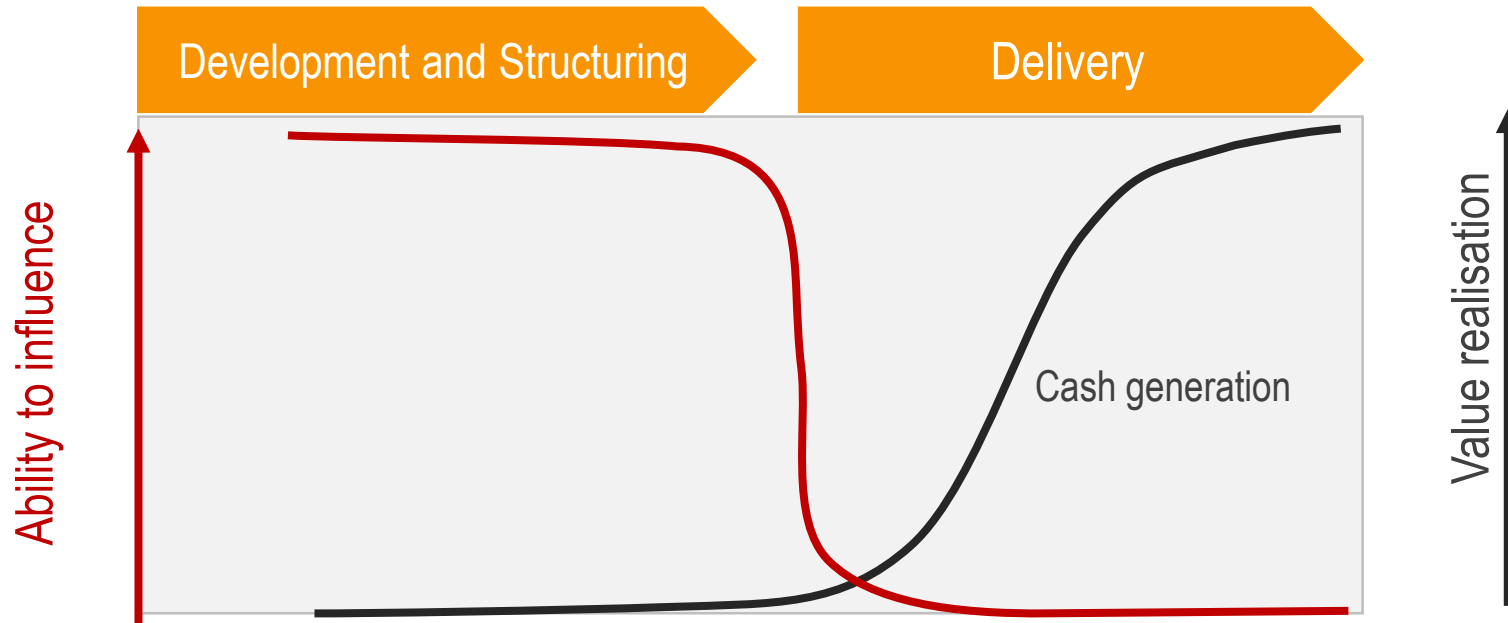 Development and Structuring
Delivery
Ability to influence
Cash generation
Value realisation